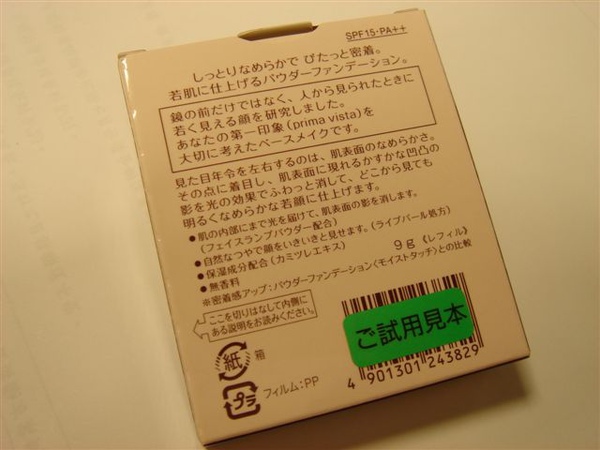 SPF15・PA++
しっとりなめらかで ぴたっと密着。
若肌に仕上げるパウダーファンデーション。
鏡の前だけではなく、人から見られたときに
若く見える顔を研究しました。
あなたの第一印象(prima vista)を
大切に考えたベースメイクです。
見た目年令を左右するのは、肌表面のなめらかさ。
その点に着目し、肌表面に現れるかすかな凹凸の
影を光の効果でふわっと消して、どこから見ても
明るくなめらかな若顔に仕上げます。
●肌の内部にまで光を届けて、肌表面の影を消します。
(フェイスランプパウダー配合)
●自然なつやで顔をいきいきと見せます。(ライブパール処方)
●保湿成分配合(カミツレエキス)
9g《レフィル》
●無香料
※密着感アップ:パウダーファンデーション〈モイストタッチ〉との比較
ここを切りはなして内側に
ある説明をお読みください。
ご試用見本
紙 箱
プラ フィルム:PP
4 901301 243829